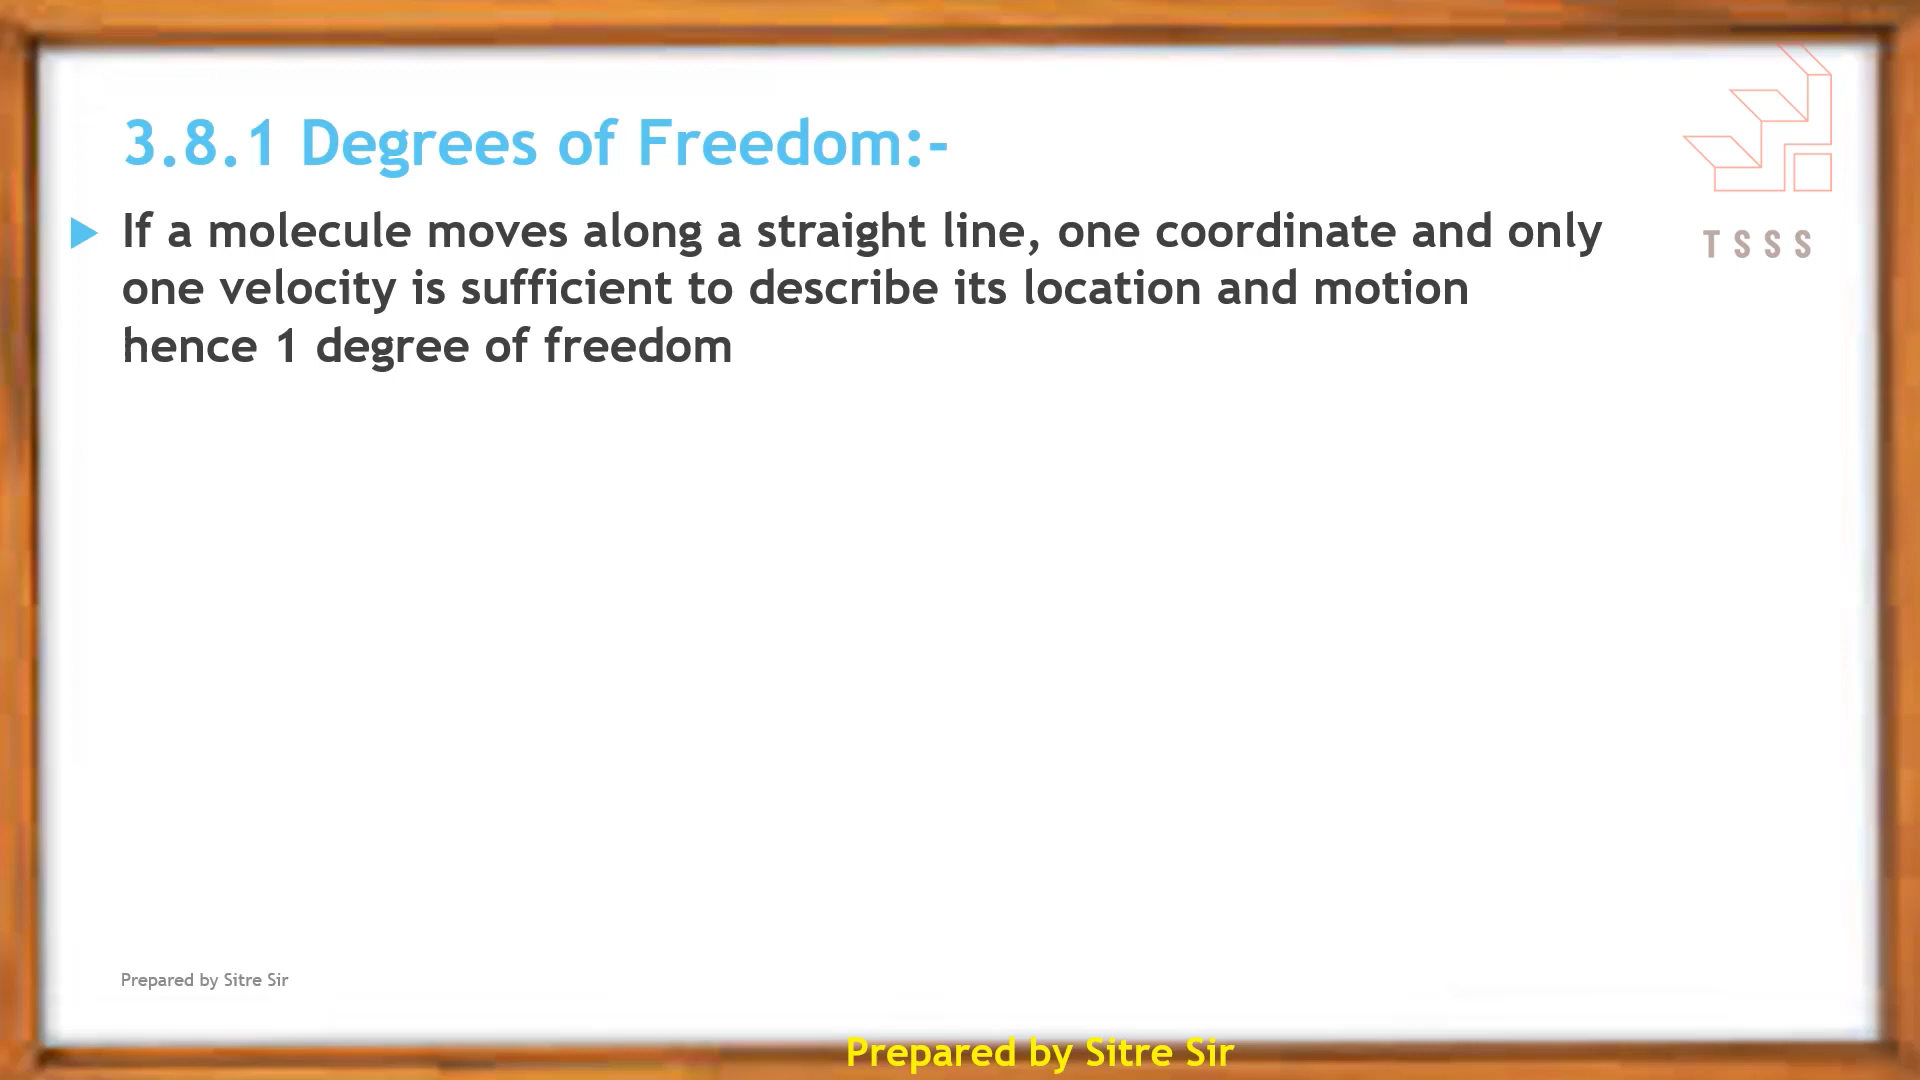 3.8.1 Degrees of Freedom:-
If a molecule moves along a straight line, one coordinate and only
one velocity is sufficient to describe its location and motion
hence 1 degree of freedom
TSSS
Prepared by Sitre Sir
Prepared by Sitre Sir